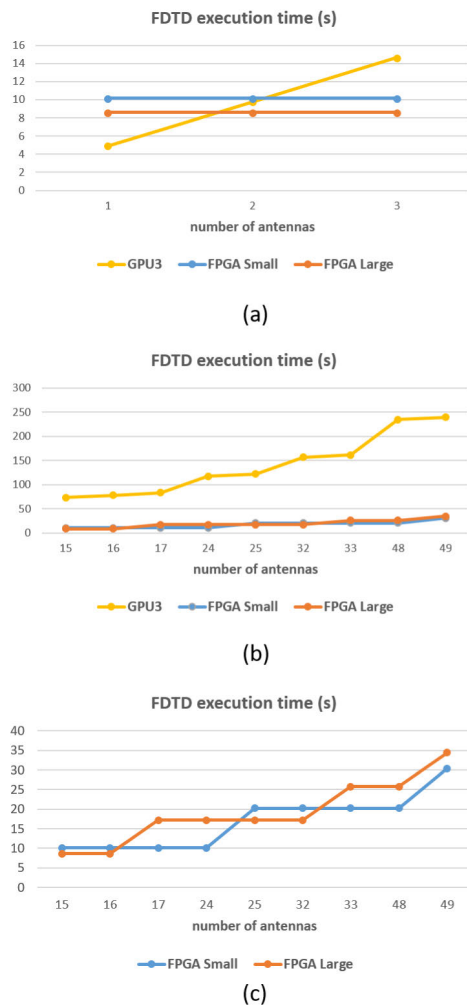 FDTD execution time (s)
16
14
12
10
8
6
4
2
0
1 2 3
number of antennas
GPU3 FPGA Small FPGA Large
(a)
FDTD execution time (s)
300
250
200
150
100
50
0
15 16 17 24 25 32 33 48 49
number of antennas
GPU3 FPGA Small FPGA Large
(b)
FDTD execution time (s)
40
35
30
25
20
15
10
5
0
15 16 17 24 25 32 33 48 49
number of antennas
FPGA Small FPGA Large
(c)